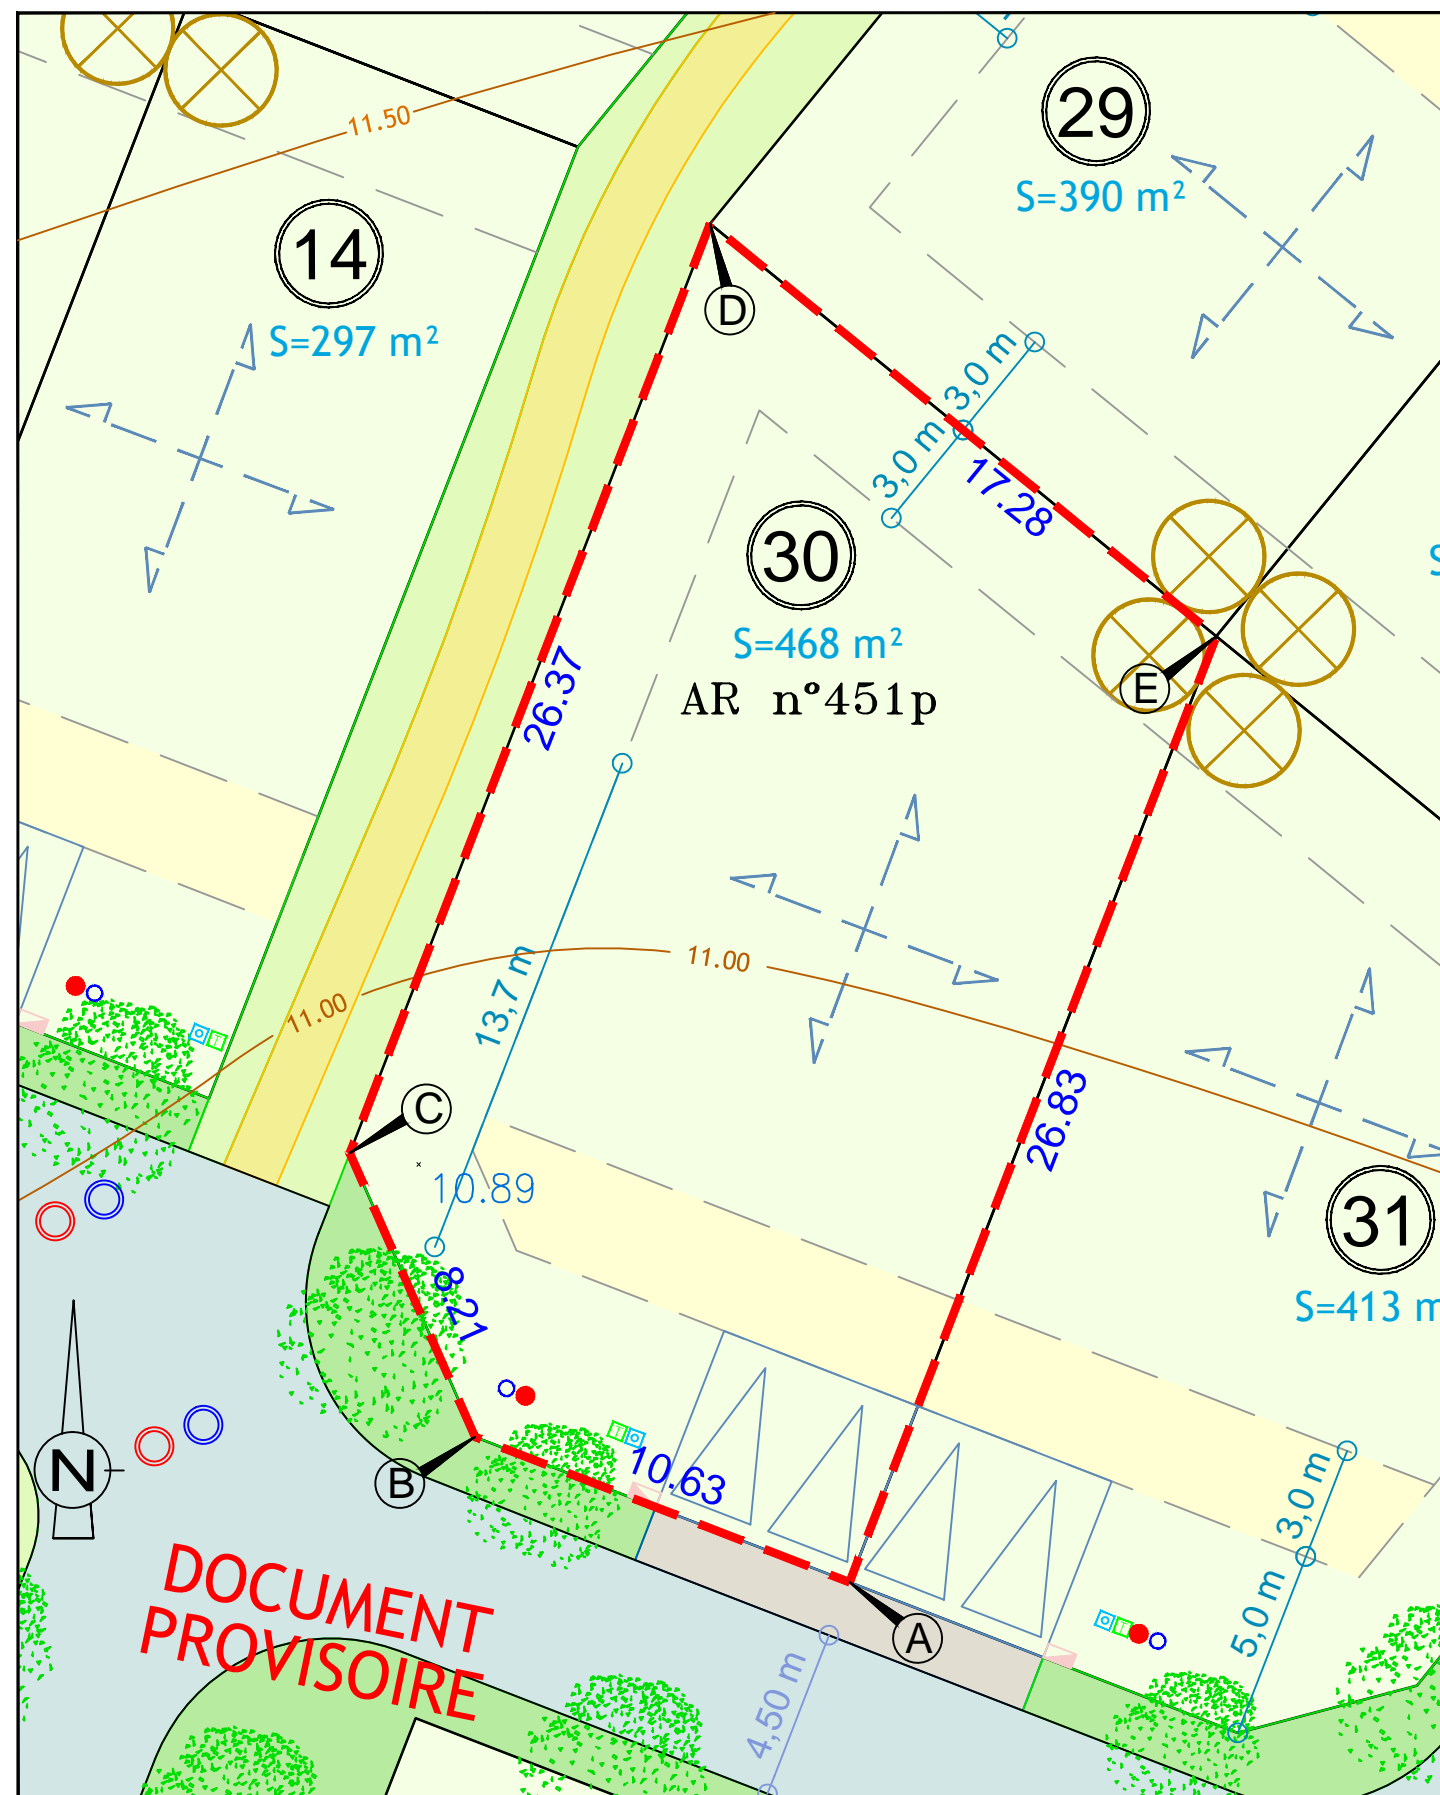 29
S=390 m²
11.50
14
S=297 m²
D
3,0 m
3,0 m
17.28
30
S=468 m²
AR n°451p
E
26.37
11.00
11.00
13,7 m
C
10.89
26.83
31
S=413 m
8.21
B
10.63
N
3,0 m
5,0 m
A
4,50 m
DOCUMENT
PROVISOIRE